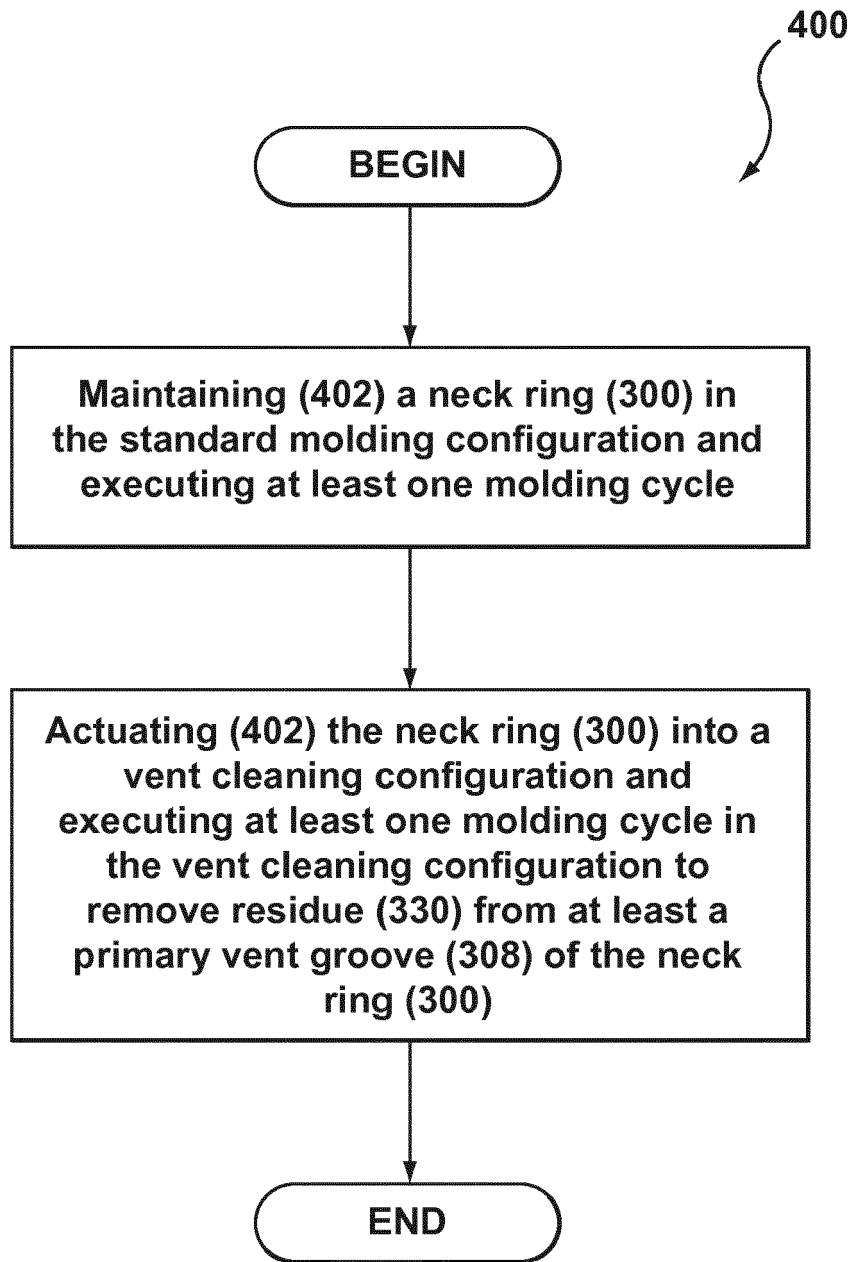 400
BEGIN
Maintaining (402) a neck ring (300) in
the standard molding configuration and
executing at least one molding cycle
Actuating (402) the neck ring (300) into a
vent cleaning configuration and
executing at least one molding cycle in
the vent cleaning configuration to
remove residue (330) from at least a
primary vent groove (308) of the neck
ring (300)
END